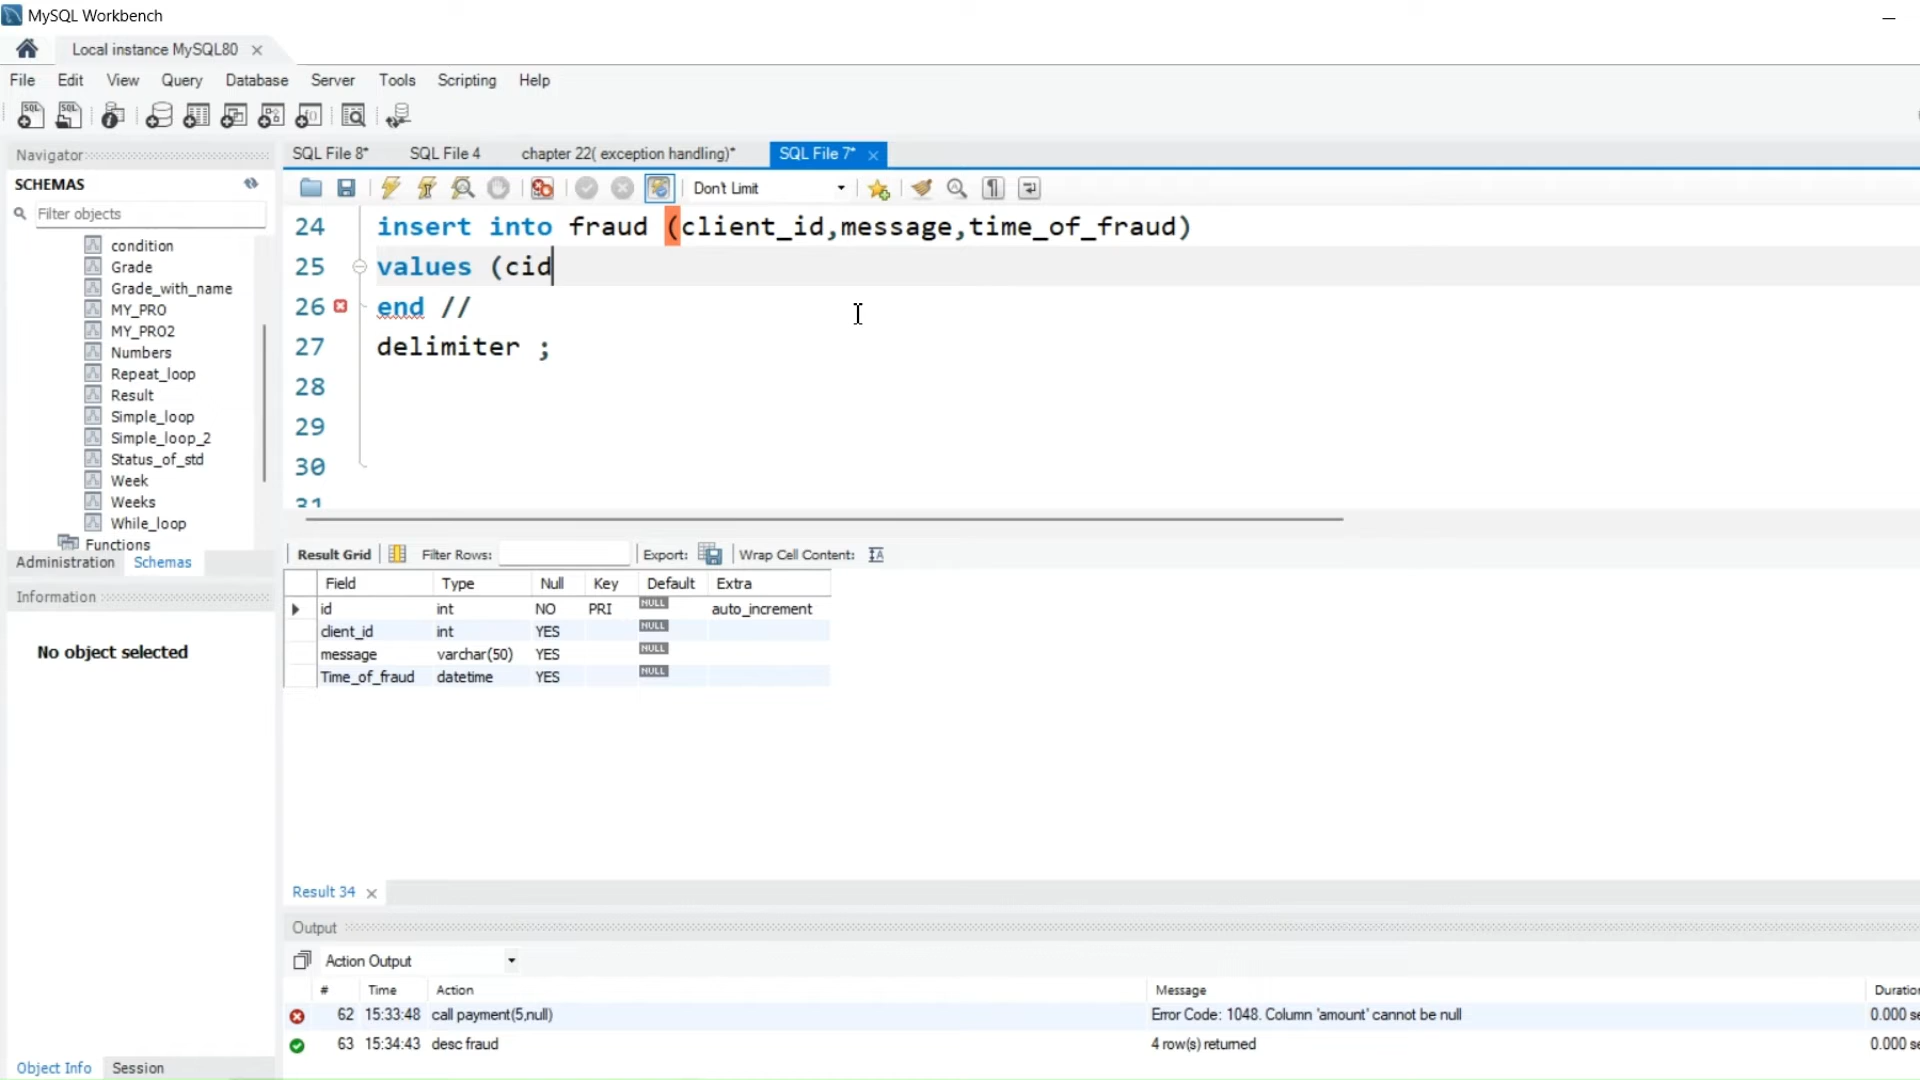 MySQL Workbench
Local instance MySQL80
File Edit View Query Database Server Tools Scripting Help
Navigator
SCHEMAS
Filter objects
condition
Grade
Grade_with_name
MY_PRO
MY_PRO2
Numbers
Repeat_loop
Result
Simple_loop
Simple_loop_2
Status_of_std
Week
Weeks
While_loop
Functions
Administration Schemas
Information
No object selected
Object Info Session
SQL File 8* SQL File 4 chapter 22( exception handling)* SQL File 7*
Don't Limit
24 insert into fraud (client_id,message,time_of_fraud)
25 values (cid
26 end //
27 delimiter ;
28
29
30
31
Result Grid Filter Rows: Export: Wrap Cell Content:
Field Type Null Key Default Extra
id int NO PRI NULL auto_increment
client_id int YES NULL
message varchar(50) YES NULL
Time_of_fraud datetime YES NULL
Result 34
Output
Action Output
# Time Action Message Duration
62 15:33:48 call payment(5,null) Error Code: 1048. Column 'amount' cannot be null 0.000 se
63 15:34:43 desc fraud 4 row(s) returned 0.000 se